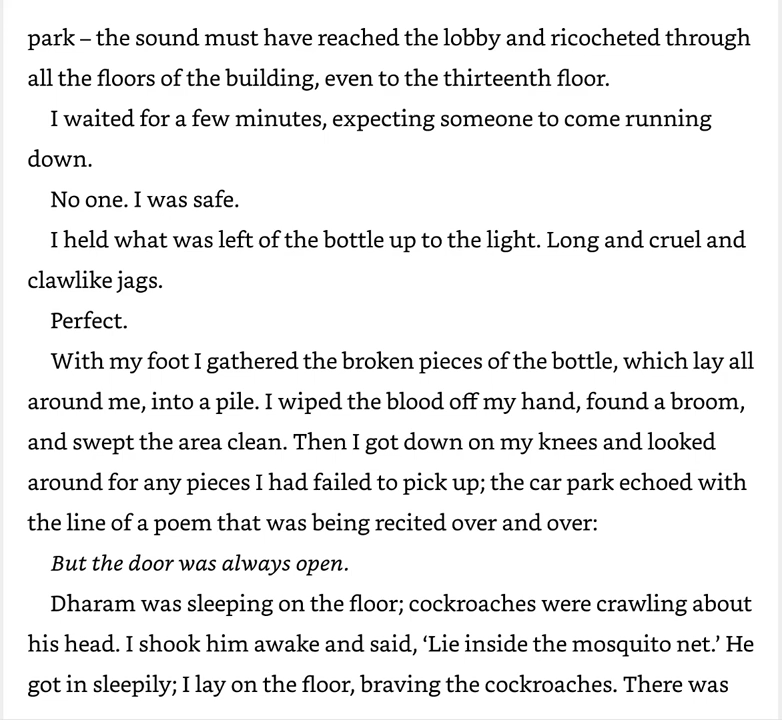 park – the sound must have reached the lobby and ricocheted through
all the floors of the building, even to the thirteenth floor.
I waited for a few minutes, expecting someone to come running
down.
No one. I was safe.
I held what was left of the bottle up to the light. Long and cruel and
clawlike jags.
Perfect.
With my foot I gathered the broken pieces of the bottle, which lay all
around me, into a pile. I wiped the blood off my hand, found a broom,
and swept the area clean. Then I got down on my knees and looked
around for any pieces I had failed to pick up; the car park echoed with
the line of a poem that was being recited over and over:
But the door was always open.
Dharam was sleeping on the floor; cockroaches were crawling about
his head. I shook him awake and said, ‘Lie inside the mosquito net.’ He
got in sleepily; I lay on the floor, braving the cockroaches. There was